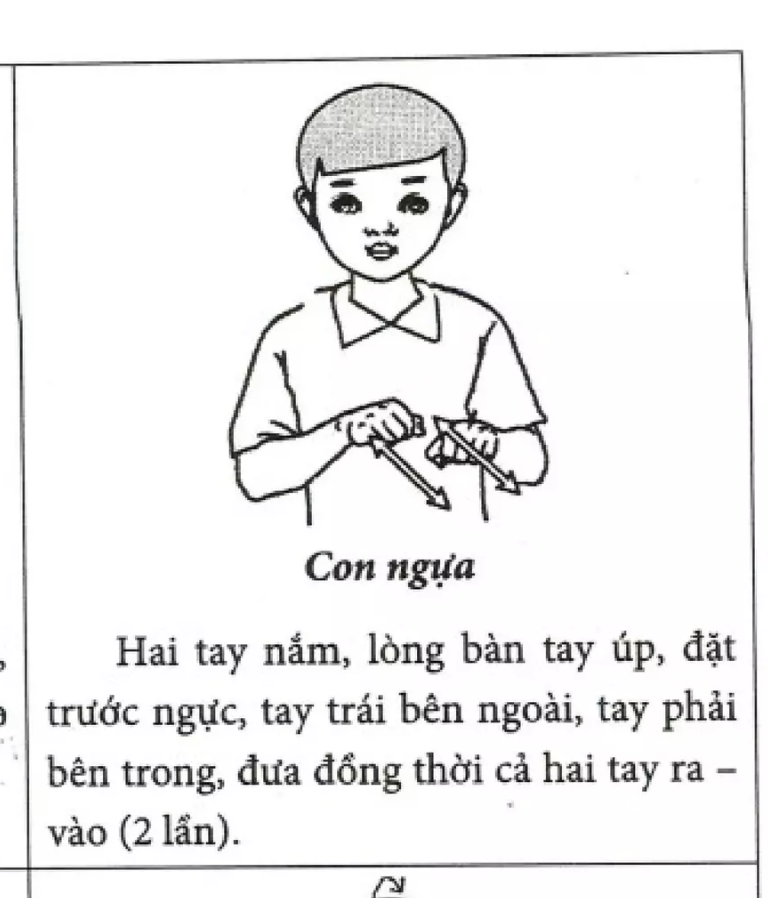 Con ngựa
Hai tay nắm, lòng bàn tay úp, đặt
trước ngực, tay trái bên ngoài, tay phải
bên trong, đưa đồng thời cả hai tay ra –
vào (2 lần).